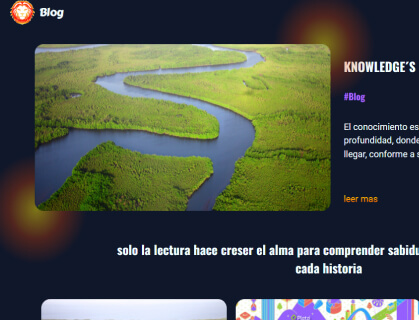 Blog
KNOWLEDGE´S
#Blog
El conocimiento es
profundidad, donde
llegar, conforme a s
leer mas
solo la lectura hace creser el alma para comprender sabidu
cada historia